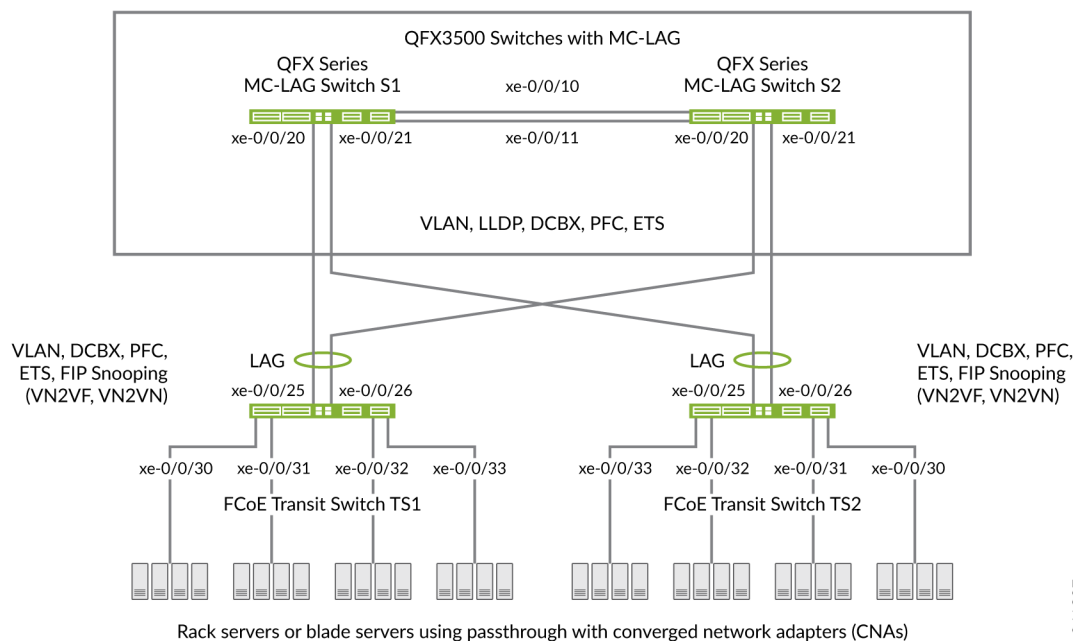 QFX3500 Switches with MC-LAG
QFX Series
MC-LAG Switch S1
QFX Series
MC-LAG Switch S2
xe-0/0/10
xe-0/0/20
xe-0/0/21
xe-0/0/11
xe-0/0/20
xe-0/0/21
VLAN, LLDP, DCBX, PFC, ETS
VLAN, DCBX, PFC,
ETS, FIP Snooping
(VN2VF, VN2VN)
LAG
LAG
VLAN, DCBX, PFC,
ETS, FIP Snooping
(VN2VF, VN2VN)
xe-0/0/25
xe-0/0/26
xe-0/0/25
xe-0/0/26
xe-0/0/30
xe-0/0/31
xe-0/0/32
xe-0/0/33
xe-0/0/33
xe-0/0/32
xe-0/0/31
xe-0/0/30
FCoE Transit Switch TS1
FCoE Transit Switch TS2
Rack servers or blade servers using passthrough with converged network adapters (CNAs)